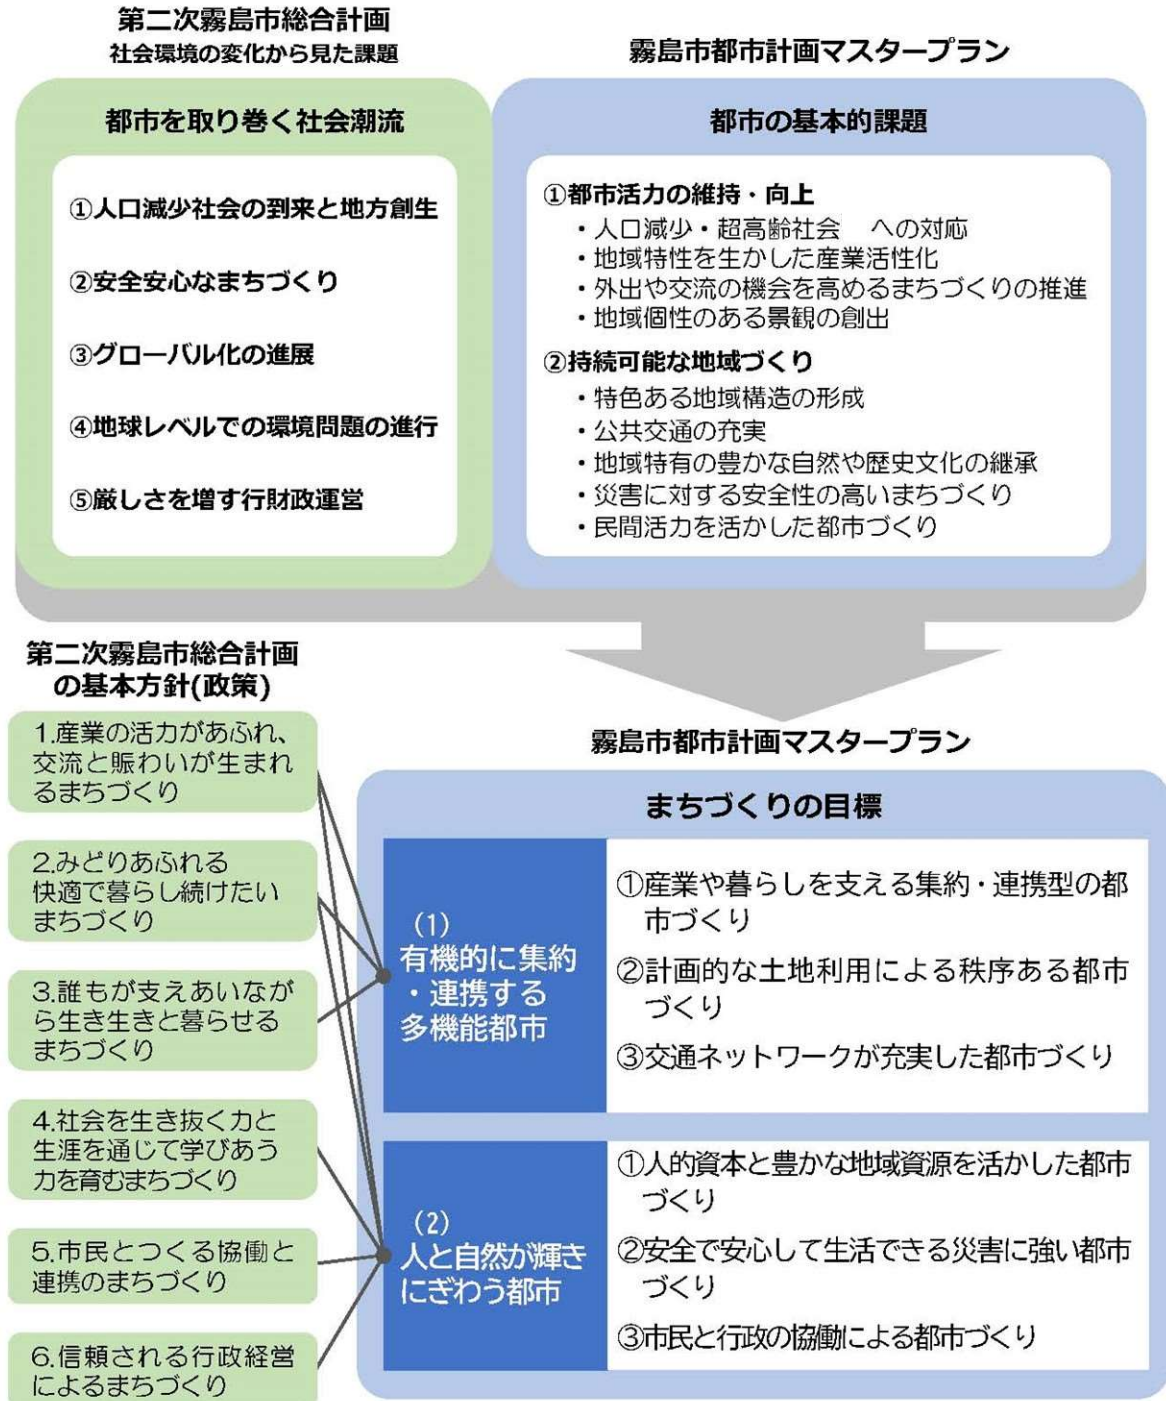 第二次霧島市総合計画
社会環境の変化から見た課題
都市を取り巻く社会潮流
①人口減少社会の到来と地方創生
②安全安心なまちづくり
③グローバル化の進展
④地球レベルでの環境問題の進行
⑤厳しさを増す行財政運営
霧島市都市計画マスタープラン
都市の基本的課題
①都市活力の維持・向上
・人口減少・超高齢社会　への対応
・地域特性を生かした産業活性化
・外出や交流の機会を高めるまちづくりの推進
・地域個性のある景観の創出
②持続可能な地域づくり
・特色ある地域構造の形成
・公共交通の充実
・地域特有の豊かな自然や歴史文化の継承
・災害に対する安全性の高いまちづくり
・民間活力を活かした都市づくり
第二次霧島市総合計画
の基本方針(政策)
1.産業の活力があふれ、
交流と賑わいが生まれ
るまちづくり
2.みどりあふれる
快適で暮らし続けたい
まちづくり
3.誰もが支えあいなが
ら生き生きと暮らせる
まちづくり
4.社会を生き抜く力と
生涯を通じて学びあう
力を育むまちづくり
5.市民とつくる協働と
連携のまちづくり
6.信頼される行政経営
によるまちづくり
霧島市都市計画マスタープラン
まちづくりの目標
(1)
有機的に集約
・連携する
多機能都市
①産業や暮らしを支える集約・連携型の都
市づくり
②計画的な土地利用による秩序ある都市
づくり
③交通ネットワークが充実した都市づくり
(2)
人と自然が輝き
にぎわう都市
①人的資本と豊かな地域資源を活かした都市
づくり
②安全で安心して生活できる災害に強い都市
づくり
③市民と行政の協働による都市づくり